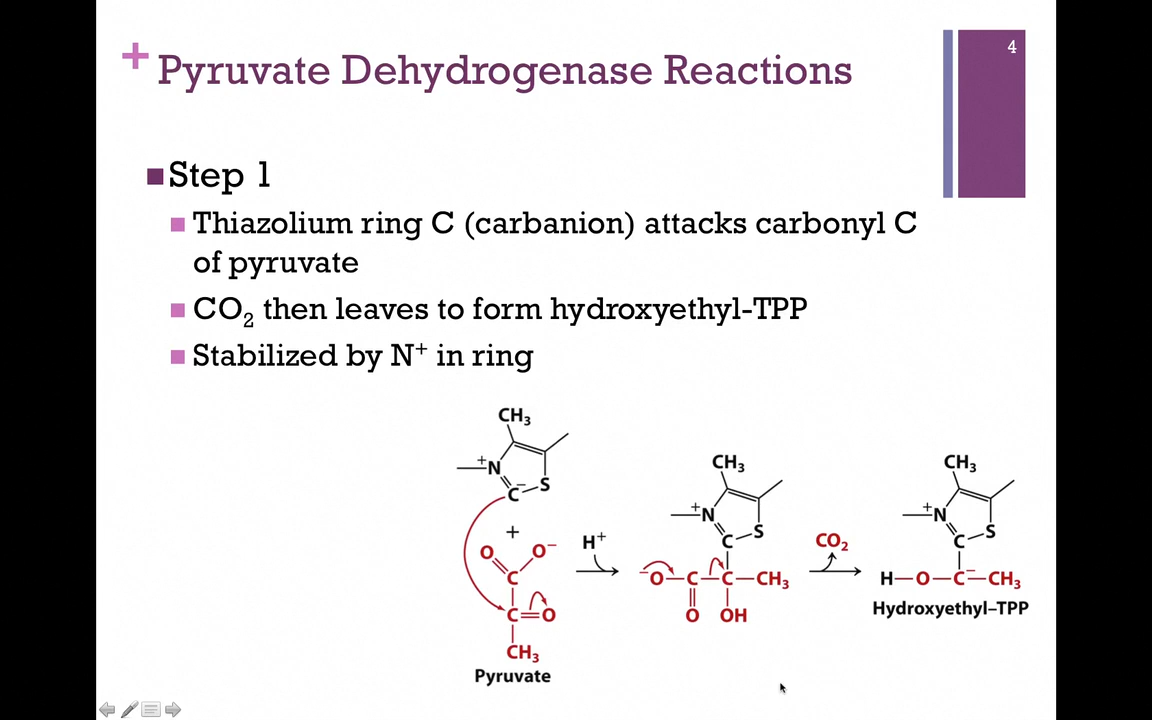 4
+ Pyruvate Dehydrogenase Reactions
Step 1
Thiazolium ring C (carbanion) attacks carbonyl C
of pyruvate
CO₂ then leaves to form hydroxyethyl-TPP
Stabilized by N⁺ in ring
CH₃
⁺N
S
C⁻
+
O
O⁻
C
C=O
CH₃
Pyruvate
H⁺
CH₃
⁺N
S
C
⁻O—C—C—CH₃
O OH
CO₂
CH₃
⁺N
S
C
H—O—C⁻—CH₃
Hydroxyethyl–TPP